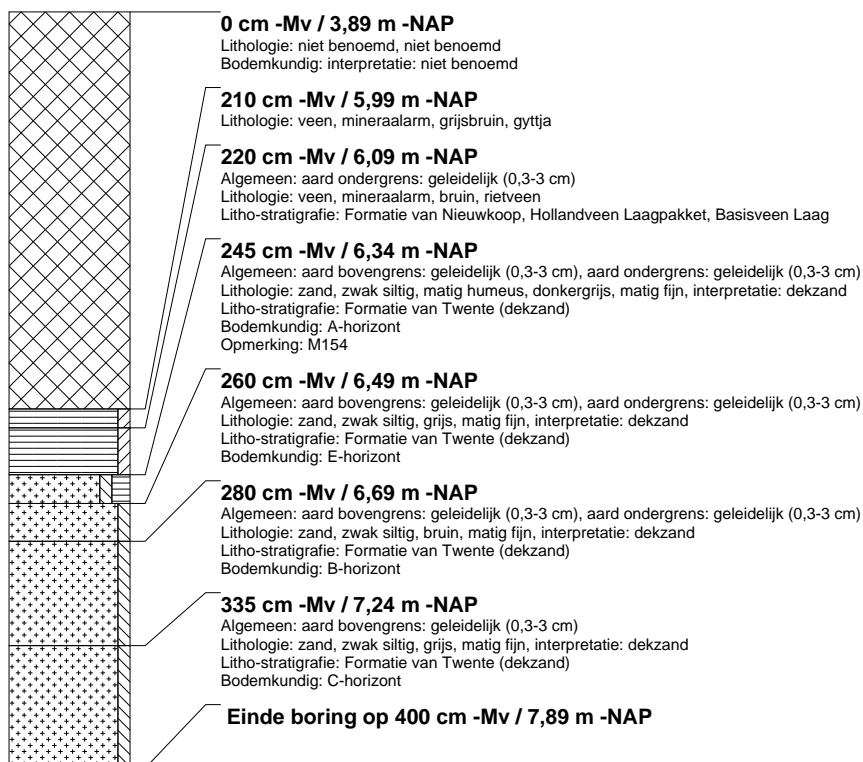 0 cm -Mv / 3,89 m -NAP
Lithologie: niet benoemd, niet benoemd
Bodemkundig: interpretatie: niet benoemd
210 cm -Mv / 5,99 m -NAP
Lithologie: veen, mineraalarm, grijsbruin, gyttja
220 cm -Mv / 6,09 m -NAP
Algemeen: aard ondergrens: geleidelijk (0,3-3 cm)
Lithologie: veen, mineraalarm, bruin, rietveen
Litho-stratigrafie: Formatie van Nieuwkoop, Hollandveen Laagpakket, Basisveen Laag
245 cm -Mv / 6,34 m -NAP
Algemeen: aard bovengrens: geleidelijk (0,3-3 cm), aard ondergrens: geleidelijk (0,3-3 cm)
Lithologie: zand, zwak siltig, matig humeus, donkergrijs, matig fijn, interpretatie: dekzand
Litho-stratigrafie: Formatie van Twente (dekzand)
Bodemkundig: A-horizont
Opmerking: M154
260 cm -Mv / 6,49 m -NAP
Algemeen: aard bovengrens: geleidelijk (0,3-3 cm), aard ondergrens: geleidelijk (0,3-3 cm)
Lithologie: zand, zwak siltig, grijs, matig fijn, interpretatie: dekzand
Litho-stratigrafie: Formatie van Twente (dekzand)
Bodemkundig: E-horizont
280 cm -Mv / 6,69 m -NAP
Algemeen: aard bovengrens: geleidelijk (0,3-3 cm), aard ondergrens: geleidelijk (0,3-3 cm)
Lithologie: zand, zwak siltig, bruin, matig fijn, interpretatie: dekzand
Litho-stratigrafie: Formatie van Twente (dekzand)
Bodemkundig: B-horizont
335 cm -Mv / 7,24 m -NAP
Algemeen: aard bovengrens: geleidelijk (0,3-3 cm)
Lithologie: zand, zwak siltig, grijs, matig fijn, interpretatie: dekzand
Litho-stratigrafie: Formatie van Twente (dekzand)
Bodemkundig: C-horizont
Einde boring op 400 cm -Mv / 7,89 m -NAP